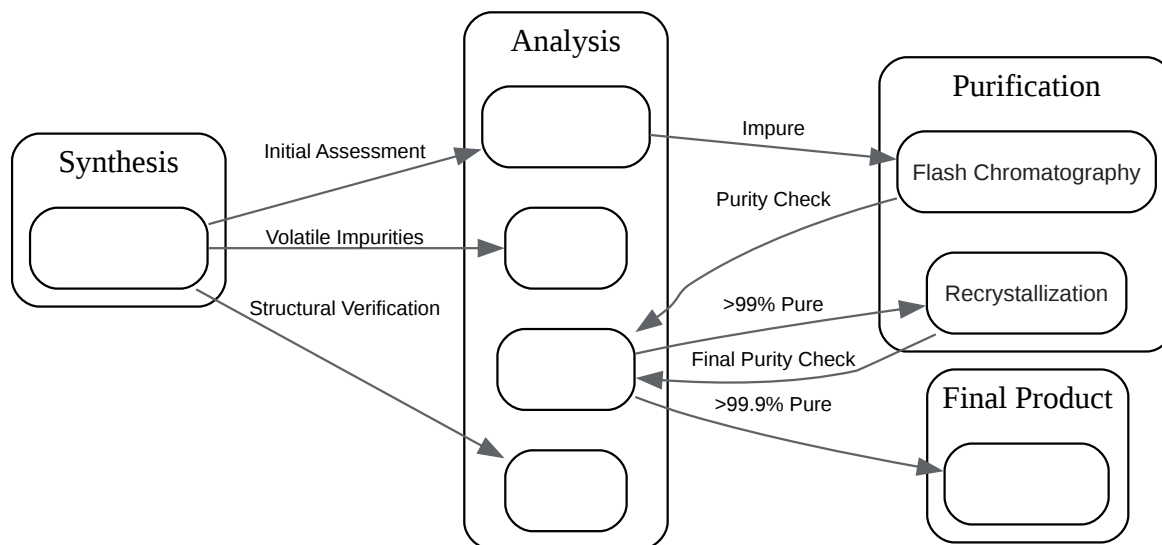 Analysis
Purification
Synthesis
Initial Assessment
Impure
Flash Chromatography
Purity Check
Volatile Impurities
Structural Verification
>99% Pure
Recrystallization
Final Purity Check
>99.9% Pure
Final Product